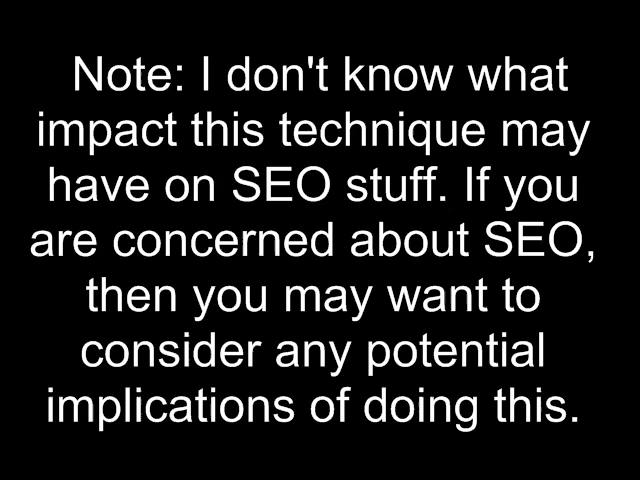 Note: I don't know what
impact this technique may
have on SEO stuff. If you
are concerned about SEO,
then you may want to
consider any potential
implications of doing this.